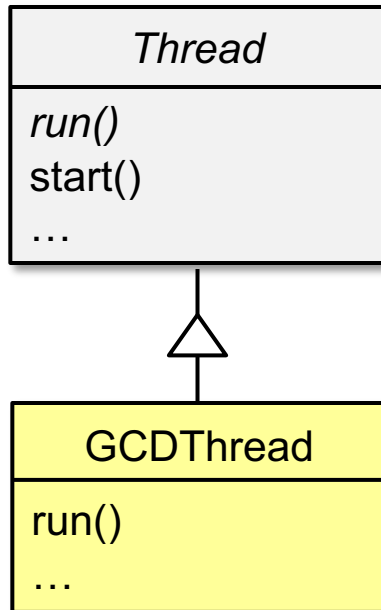 Thread
run()
start()
…
GCDThread
run()
…